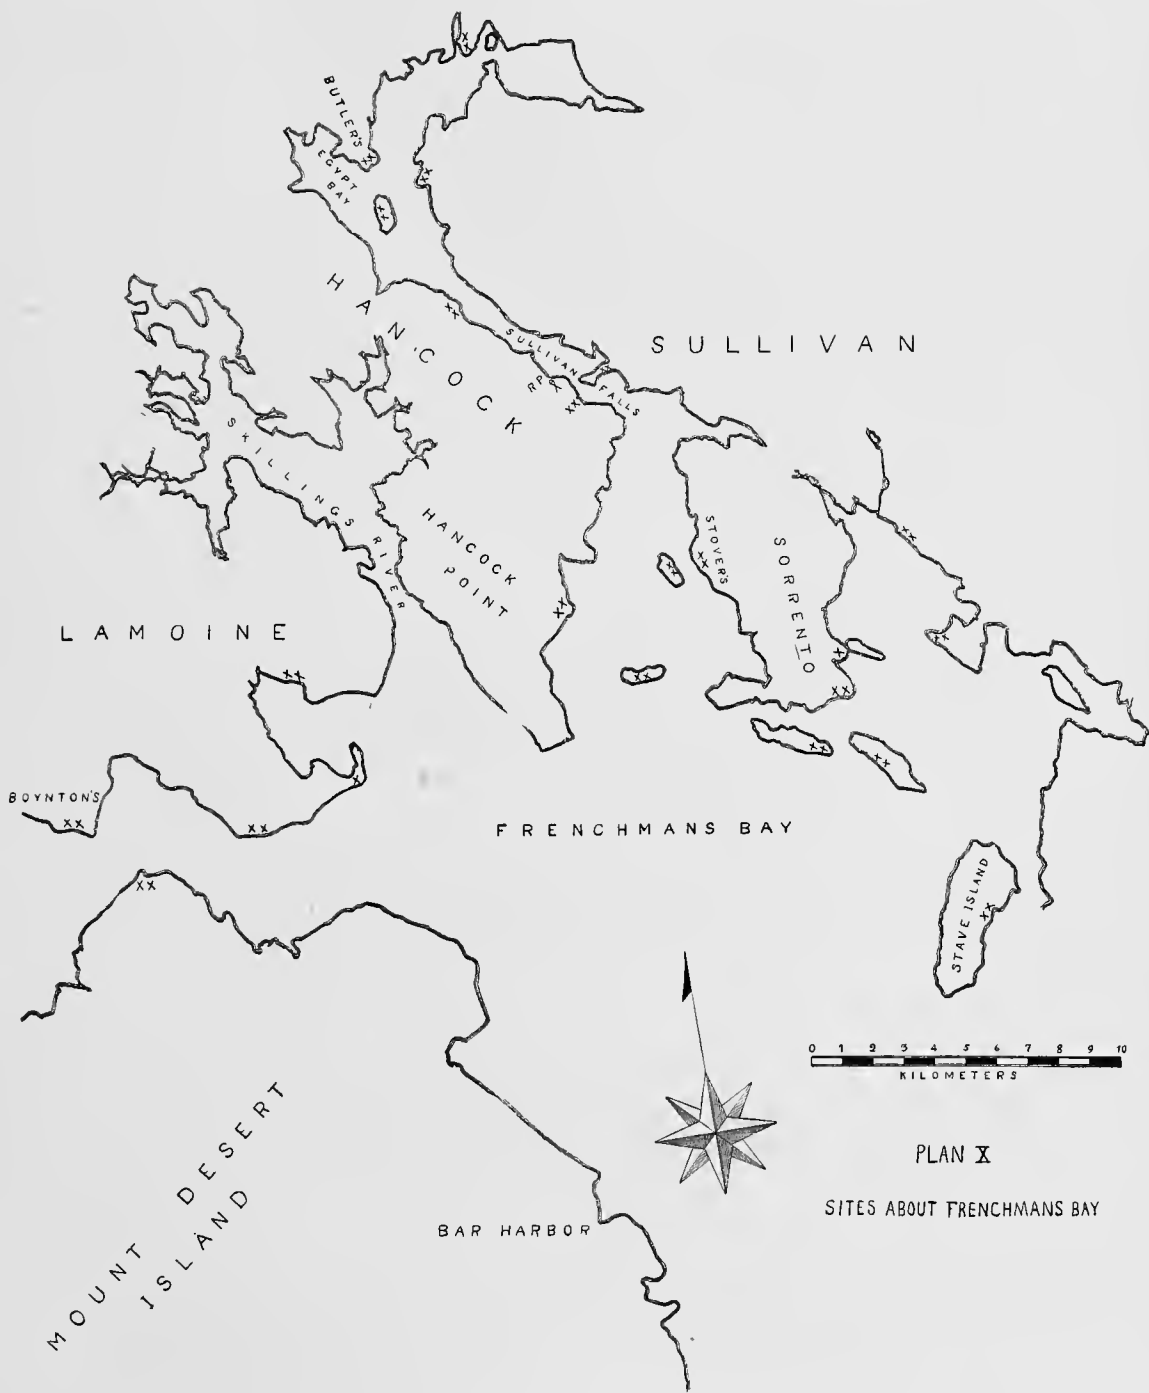 BUTLER'S
EGYPT
BAY
HANCOCK
SULLIVAN
SULLIVAN FALLS
RP
SKILLINGS RIVER
HANCOCK
POINT
STOVER'S
SORRENTO
LAMOINE
BOYNTON'S
FRENCHMANS BAY
STAVE ISLAND
0 1 2 3 4 5 6 7 8 9 10
KILOMETERS
MOUNT DESERT
ISLAND
BAR HARBOR
PLAN X
SITES ABOUT FRENCHMANS BAY